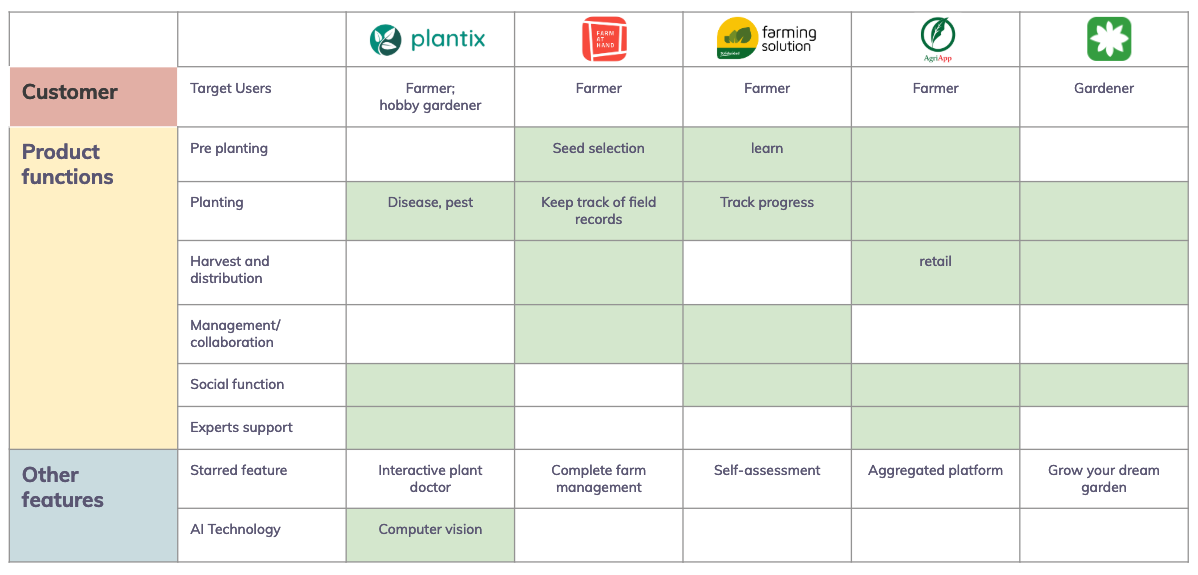 plantix
FARM
AT
HAND
farming
solution
AgriApp
Customer
Target Users
Farmer;
hobby gardener
Farmer
Farmer
Farmer
Gardener
Product
functions
Pre planting
Seed selection
learn
Planting
Disease, pest
Keep track of field
records
Track progress
Harvest and
distribution
retail
Management/
collaboration
Social function
Experts support
Other
features
Starred feature
Interactive plant
doctor
Complete farm
management
Self-assessment
Aggregated platform
Grow your dream
garden
AI Technology
Computer vision